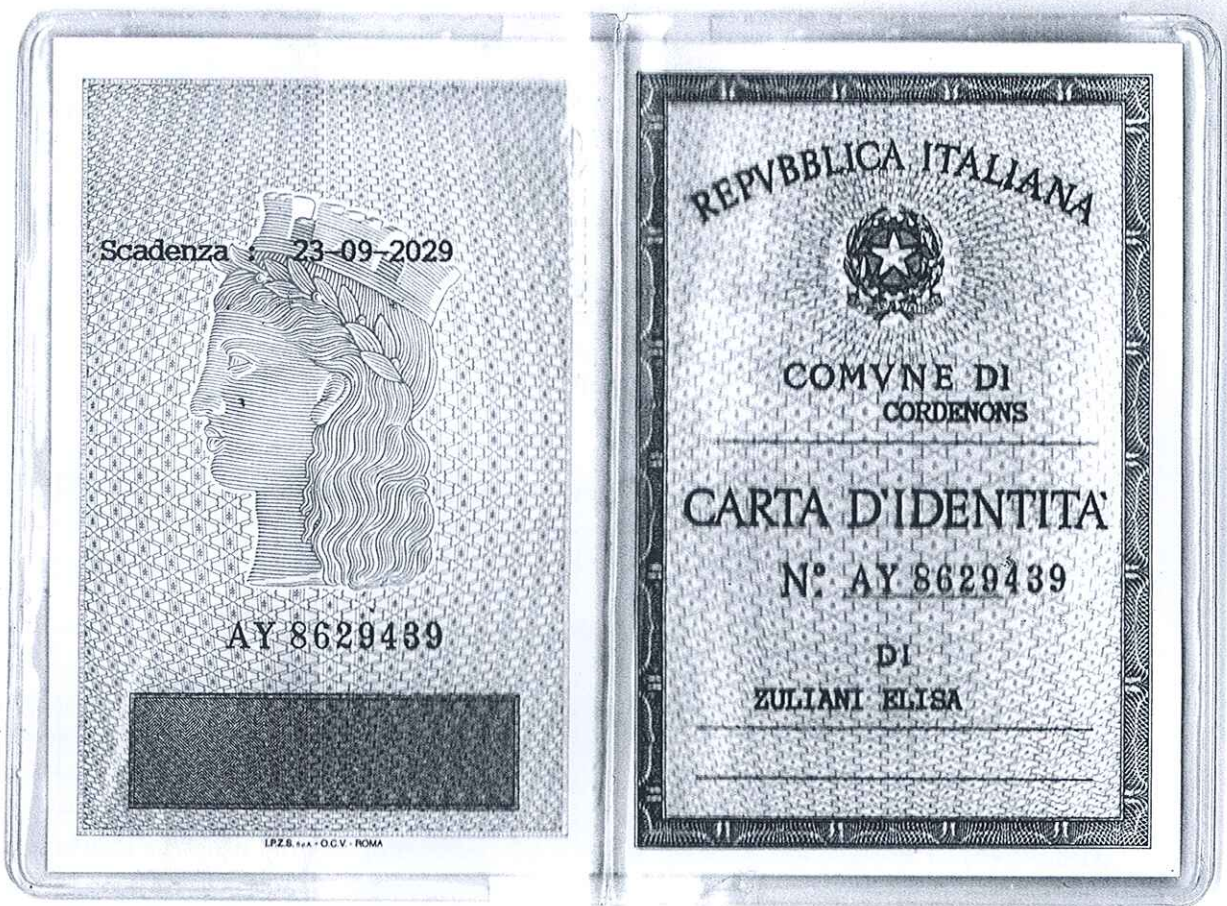 Scadenza : 23-09-2029
AY 8629439
I.P.Z.S. S.p.A. - O.C.V. - ROMA
REPVBBLICA ITALIANA
COMVNE DI
CORDENONS
CARTA D'IDENTITA'
N° AY 8629439
DI
ZULIANI ELISA